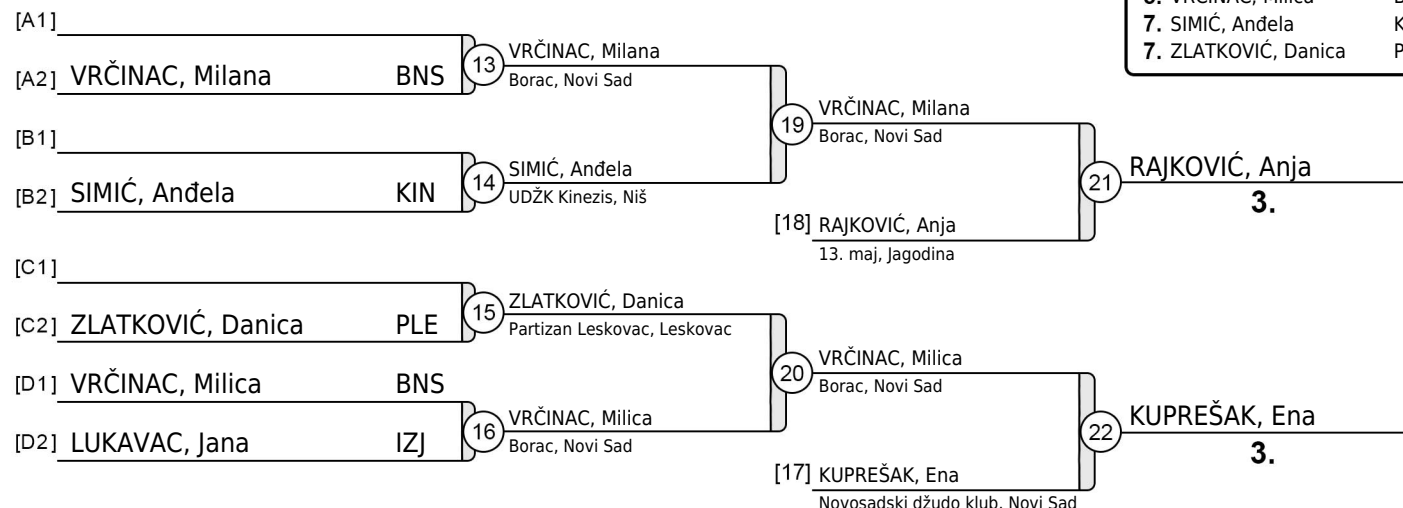 VRČINAC, Milica
7. SIMIĆ, Anđela K
7. ZLATKOVIĆ, Danica P
[A1]
[A2] VRČINAC, Milana BNS
13
VRČINAC, Milana
Borac, Novi Sad
[B1]
[B2] SIMIĆ, Anđela KIN
14
SIMIĆ, Anđela
UDŽK Kinezis, Niš
19
VRČINAC, Milana
Borac, Novi Sad
[18] RAJKOVIĆ, Anja
13. maj, Jagodina
21
RAJKOVIĆ, Anja
3.
[C1]
[C2] ZLATKOVIĆ, Danica PLE
15
ZLATKOVIĆ, Danica
Partizan Leskovac, Leskovac
[D1] VRČINAC, Milica BNS
[D2] LUKAVAC, Jana IZJ
16
VRČINAC, Milica
Borac, Novi Sad
20
VRČINAC, Milica
Borac, Novi Sad
[17] KUPREŠAK, Ena
Novosadski džudo klub, Novi Sad
22
KUPREŠAK, Ena
3.